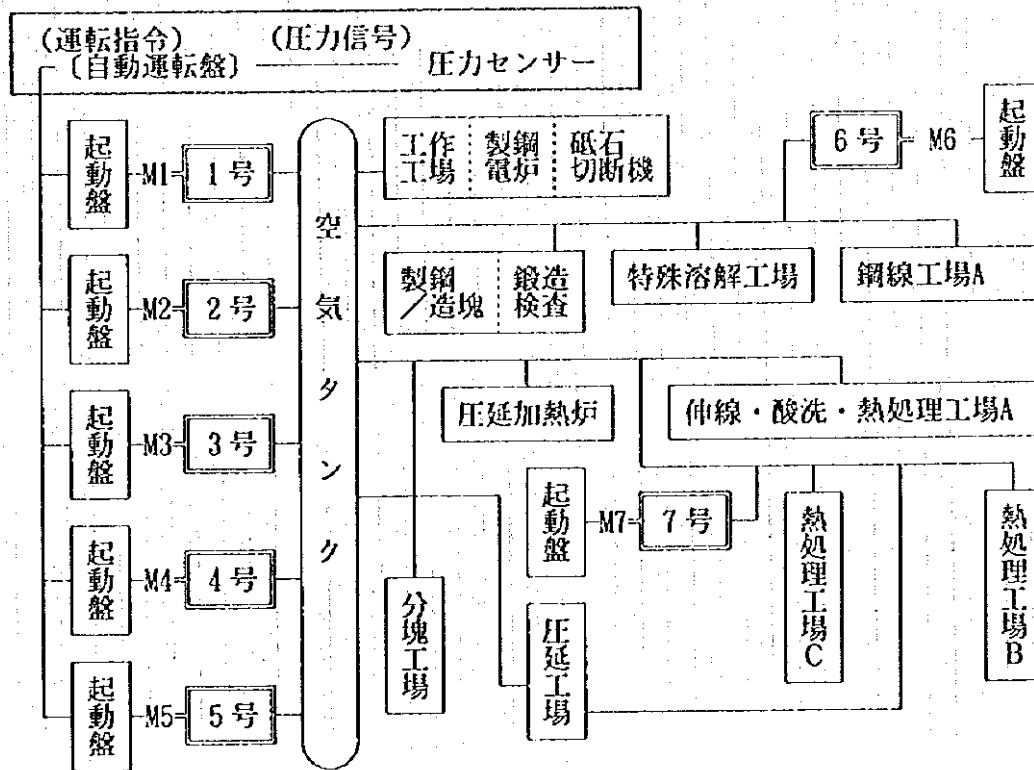 (運転指令) (圧力信号)
〔自動運転盤〕 圧力センサー
起動盤 M1 1号
起動盤 M2 2号
起動盤 M3 3号
起動盤 M4 4号
起動盤 M5 5号
空気タンク
工作工場 製鋼電炉 砥石切断機
6号 M6 起動盤
製鋼/造塊 鍛造検査
特殊溶解工場
鋼線工場A
圧延加熱炉
伸線・酸洗・熱処理工場A
起動盤 M7 7号
熱処理工場C
熱処理工場B
分塊工場
圧延工場